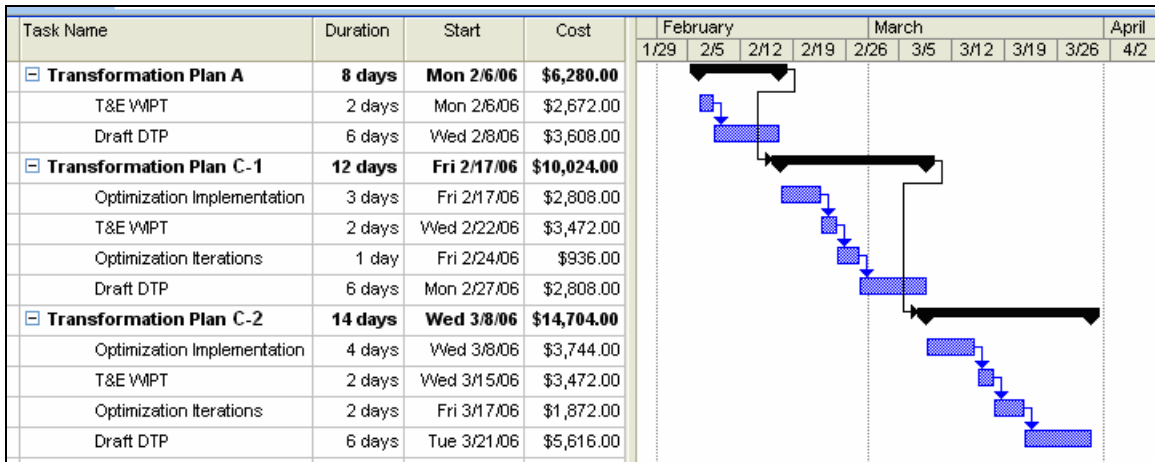 Task Name Duration Start Cost February March April
1/29 2/5 2/12 2/19 2/26 3/5 3/12 3/19 3/26 4/2
Transformation Plan A 8 days Mon 2/6/06 $6,280.00
T&E WIPT 2 days Mon 2/6/06 $2,672.00
Draft DTP 6 days Wed 2/8/06 $3,608.00
Transformation Plan C-1 12 days Fri 2/17/06 $10,024.00
Optimization Implementation 3 days Fri 2/17/06 $2,808.00
T&E WIPT 2 days Wed 2/22/06 $3,472.00
Optimization Iterations 1 day Fri 2/24/06 $936.00
Draft DTP 6 days Mon 2/27/06 $2,808.00
Transformation Plan C-2 14 days Wed 3/8/06 $14,704.00
Optimization Implementation 4 days Wed 3/8/06 $3,744.00
T&E WIPT 2 days Wed 3/15/06 $3,472.00
Optimization Iterations 2 days Fri 3/17/06 $1,872.00
Draft DTP 6 days Tue 3/21/06 $5,616.00